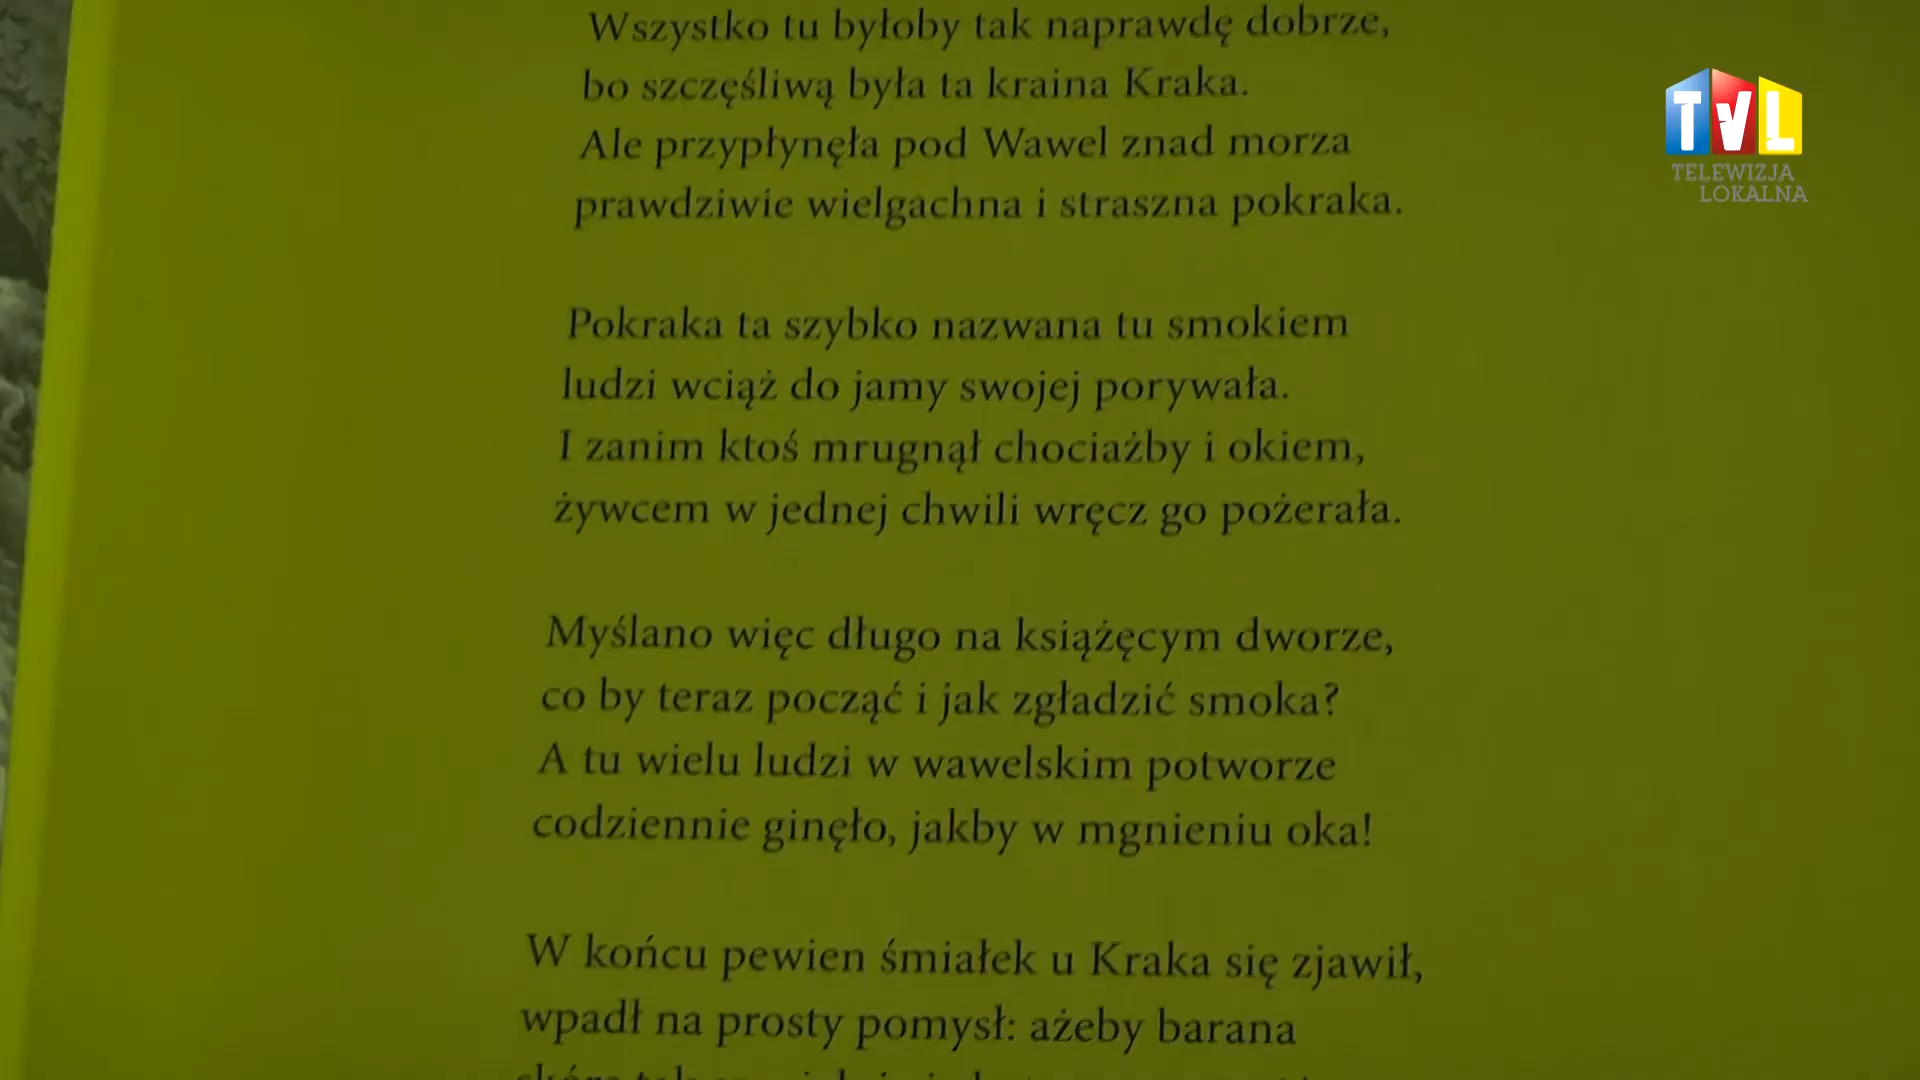 Wszystko tu byłoby tak naprawdę dobrze,
bo szczęśliwą była ta kraina Kraka.
Ale przypłynęła pod Wawel znad morza
prawdziwie wielgachna i straszna pokraka.
Pokraka ta szybko nazwana tu smokiem
ludzi wciąż do jamy swojej porywała.
I zanim ktoś mrugnął chociażby i okiem,
żywcem w jednej chwili wręcz go pożerała.
Myślano więc długo na książęcym dworze,
co by teraz począć i jak zgładzić smoka?
A tu wielu ludzi w wawelskim potworze
codziennie ginęło, jakby w mgnieniu oka!
W końcu pewien śmiałek u Kraka się zjawił,
wpadł na prosty pomysł: ażeby barana
TVL
TELEWIZJA
LOKALNA